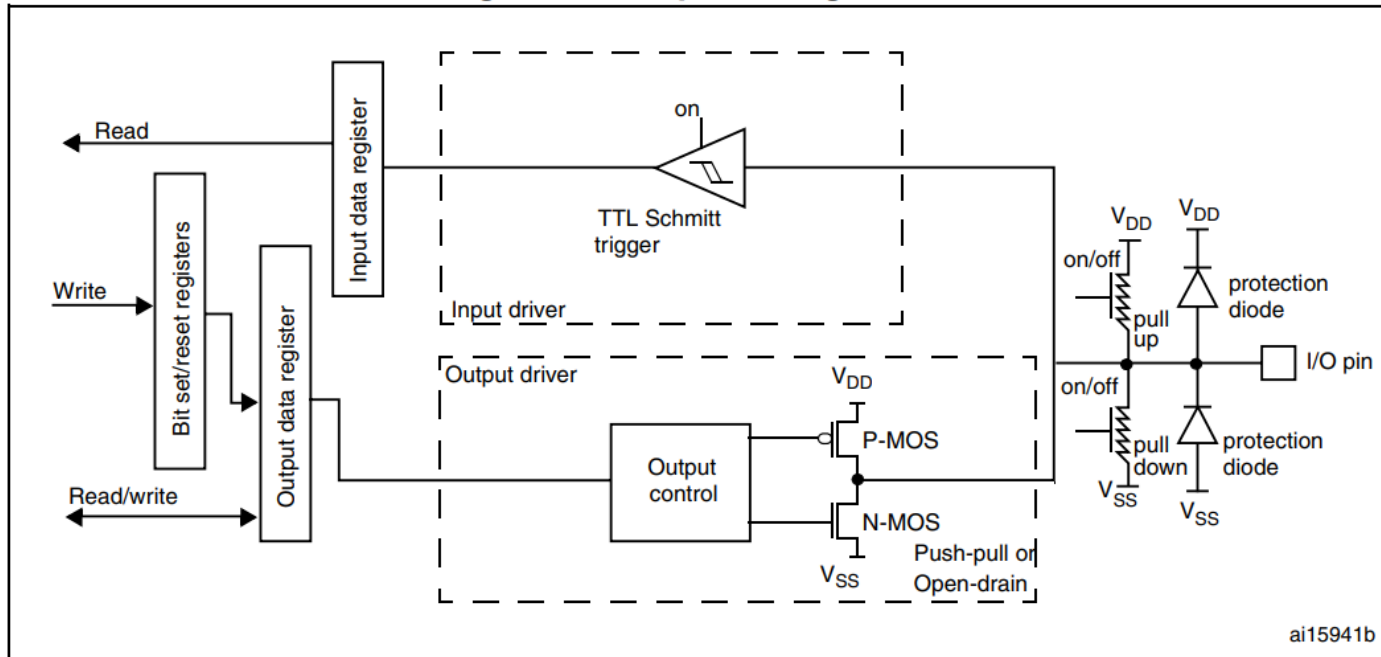 Read
Write
Read/write
Bit set/reset registers
Output data register
Input data register
on
TTL Schmitt
trigger
Input driver
Output driver
Output
control
VDD
P-MOS
N-MOS
VSS
Push-pull or
Open-drain
VDD
on/off
pull
up
on/off
pull
down
VSS
VDD
protection
diode
I/O pin
protection
diode
VSS
ai15941b